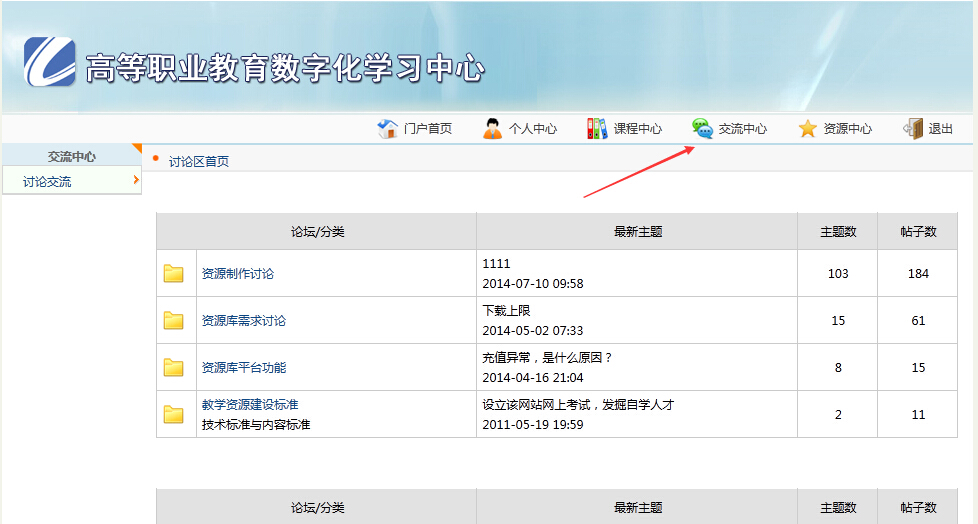 高等职业教育数字化学习中心
门户首页 个人中心 课程中心 交流中心 资源中心 退出
交流中心
讨论区首页
讨论交流
论坛/分类 最新主题 主题数 帖子数
资源制作讨论 1111 103 184
2014-07-10 09:58
资源库需求讨论 下载上限 15 61
2014-05-02 07:33
资源库平台功能 充值异常，是什么原因？ 8 15
2014-04-16 21:04
教学资源建设标准 设立该网站网上考试，发掘自学人才 2 11
技术标准与内容标准 2011-05-19 19:59
论坛/分类 最新主题 主题数 帖子数